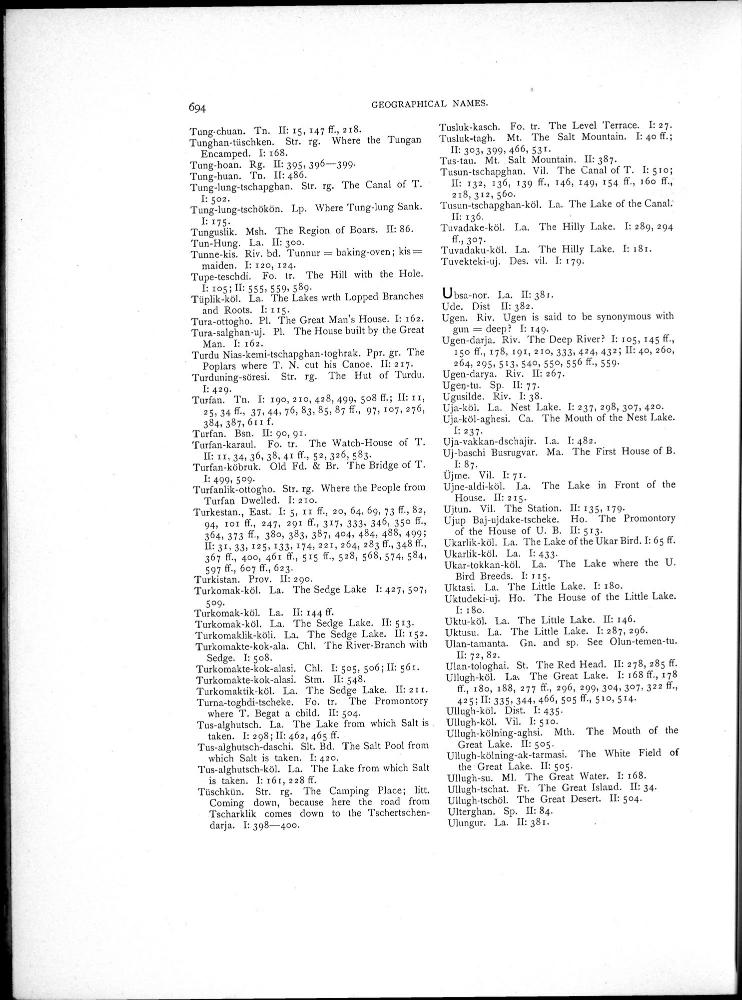 694
GEOGRAPHICAL NAMES.
Tung-chuan. Tn. II: 15, 147 ff., 218.
Tunghan-tüschken. Str. rg. Where the Tungan
Encamped. I: 168.
Tung-hoan. Rg. II: 395, 396—399.
Tung-huan. Tn. II: 486.
Tung-lung-tschapghan. Str. rg. The Canal of T.
I: 502.
Tung-lung-tschökön. Lp. Where Tung-lung Sank.
I: 175.
Tunguslik. Msh. The Region of Boars. II: 86.
Tun-Hung. La. II: 300.
Tunne-kis. Riv. bd. Tunnur = baking-oven; kis =
maiden. I: 120, 124.
Tupe-teschdi. Fo. tr. The Hill with the Hole.
I: 105; II: 555, 559, 589.
Tüplik-köl. La. The Lakes wrth Lopped Branches
and Roots. I: 115.
Tura-ottogho. Pl. The Great Man's House. I: 162.
Tura-salghan-uj. Pl. The House built by the Great
Man. I: 162.
Turdu Nias-kemi-tschapghan-toghrak. Ppr. gr. The
Poplars where T. N. cut his Canoe. II: 217.
Turduning-söresi. Str. rg. The Hut of Turdu.
I: 429.
Turfan. Tn. I: 190, 210, 428, 499, 508 ff.; II: 11,
25, 34 ff., 37, 44, 76, 83, 85, 87 ff., 97, 107, 276,
384, 387, 611 f.
Turfan. Bsn. II: 90, 91.
Turfan-karaul. Fo. tr. The Watch-House of T.
II: 11, 34, 36, 38, 41 ff., 52, 326, 583.
Turfan-köbruk. Old Fd. & Br. The Bridge of T.
I: 499, 509.
Turfanlik-ottogho. Str. rg. Where the People from
Turfan Dwelled. I: 210.
Turkestan., East. I: 5, 11 ff., 20, 64, 69, 73 ff., 82,
94, 101 ff., 247, 291 ff., 317, 333, 346, 350 ff.,
364, 373 ff., 380, 383, 387, 404, 484, 488, 499;
II: 31, 33, 125, 133, 174, 221, 264, 283 ff., 348 ff.,
367 ff., 400, 461 ff., 515 ff., 528, 568, 574, 584,
597 ff., 607 ff., 623.
Turkistan. Prov. II: 290.
Turkomak-köl. La. The Sedge Lake I: 427, 507,
509.
Turkomak-köl. La. II: 144 ff.
Turkomak-köl. La. The Sedge Lake. II: 513.
Turkomaklik-köli. La. The Sedge Lake. II: 152.
Turkomakte-kok-ala. Chl. The River-Branch with
Sedge. I: 508.
Turkomakte-kok-alasi. Chl. I: 505, 506; II: 561.
Turkomakte-kok-alasi. Stm. II: 548.
Turkomaktik-köl. La. The Sedge Lake. II: 211.
Turna-toghdi-tscheke. Fo. tr. The Promontory
where T. Begat a child. II: 504.
Tus-alghutsch. La. The Lake from which Salt is
taken. I: 298; II: 462, 465 ff.
Tus-alghutsch-daschi. Slt. Bd. The Salt Pool from
which Salt is taken. I: 420.
Tus-alghutsch-köl. La. The Lake from which Salt
is taken. I: 161, 228 ff.
Tüschkün. Str. rg. The Camping Place; litt.
Coming down, because here the road from
Tscharklik comes down to the Tschertschen-
darja. I: 398—400.
Tusluk-kasch. Fo. tr. The Level Terrace. I: 27.
Tusluk-tagh. Mt. The Salt Mountain. I: 40 ff.;
II: 303, 399, 466, 531.
Tus-tau. Mt. Salt Mountain. II: 387.
Tusun-tschapghan. Vil. The Canal of T. I: 510;
II: 132, 136, 139 ff., 146, 149, 154 ff., 160 ff.,
218, 312, 560.
Tusun-tschapghan-köl. La. The Lake of the Canal.
II: 136.
Tuvadake-köl. La. The Hilly Lake. I: 289, 294
ff., 307.
Tuvadaku-köl. La. The Hilly Lake. I: 181.
Tuvekteki-uj. Des. vil. I: 179.
Ubsa-nor. La. II: 381.
Ude. Dist II: 382.
Ugen. Riv. Ugen is said to be synonymous with
gun = deep? I: 149.
Ugen-darja. Riv. The Deep River? I: 105, 145 ff.,
150 ff., 178, 191, 210, 333, 424, 432; II: 40, 260,
264, 295, 513, 540, 550, 556 ff., 559.
Ugen-darya. Riv. II: 267.
Ugen-tu. Sp. II: 77.
Ugusilde. Riv. I: 38.
Uja-köl. La. Nest Lake. I: 237, 298, 307, 420.
Uja-köl-aghesi. Ca. The Mouth of the Nest Lake.
I: 237.
Uja-vakkan-dschajir. La. I: 482.
Uj-baschi Busrugvar. Ma. The First House of B.
I: 87.
Üjme. Vil. I: 71.
Ujne-aldi-köl. La. The Lake in Front of the
House. II: 215.
Ujtun. Vil. The Station. II: 135, 179.
Ujup Baj-ujdake-tscheke. Ho. The Promontory
of the House of U. B. II: 513.
Ukarlik-köl. La. The Lake of the Ukar Bird. I: 65 ff.
Ukarlik-köl. La. I: 433.
Ukar-tokkan-köl. La. The Lake where the U.
Bird Breeds. I: 115.
Uktasi. La. The Little Lake. I: 180.
Uktudeki-uj. Ho. The House of the Little Lake.
I: 180.
Uktu-köl. La. The Little Lake. II: 146.
Uktusu. La. The Little Lake. I: 287, 296.
Ulan-tamanta. Gn. and sp. See Olun-temen-tu.
II: 72, 82.
Ulan-tologhai. St. The Red Head. II: 278, 285 ff.
Ullugh-köl. La. The Great Lake. I: 168 ff., 178
ff., 180, 188, 277 ff., 296, 299, 304, 307, 322 ff.,
425; II: 335, 344, 466, 505 ff., 510, 514.
Ullugh-köl. Dist. I: 435.
Ullugh-köl. Vil. I: 510.
Ullugh-kölning-aghsi. Mth. The Mouth of the
Great Lake. II: 505.
Ullugh-kölning-ak-tarmasi. The White Field of
the Great Lake. II: 505.
Ullugh-su. Ml. The Great Water. I: 168.
Ullugh-tschat. Ft. The Great Island. II: 34.
Ullugh-tschöl. The Great Desert. II: 504.
Ulterghan. Sp. II: 84.
Ulungur. La. II: 381.